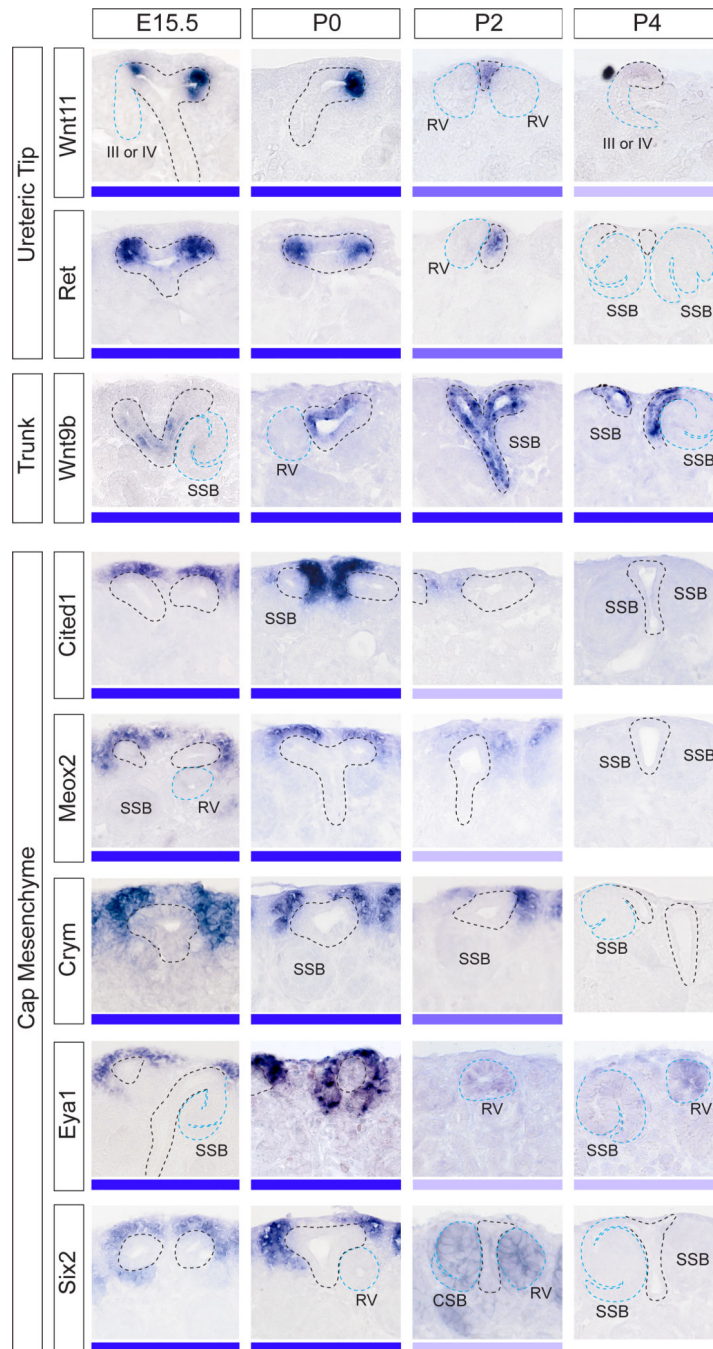 E15.5 P0 P2 P4
Ureteric Tip
Wnt11
III or IV
RV RV
III or IV
Ret
RV
SSB SSB
Trunk
Wnt9b
SSB
RV
SSB
SSB SSB
Cap Mesenchyme
Cited1
SSB
SSB SSB
Meox2
SSB RV
SSB SSB
Crym
SSB
SSB
SSB
Eya1
SSB
RV
SSB RV
Six2
RV
CSB RV
SSB SSB